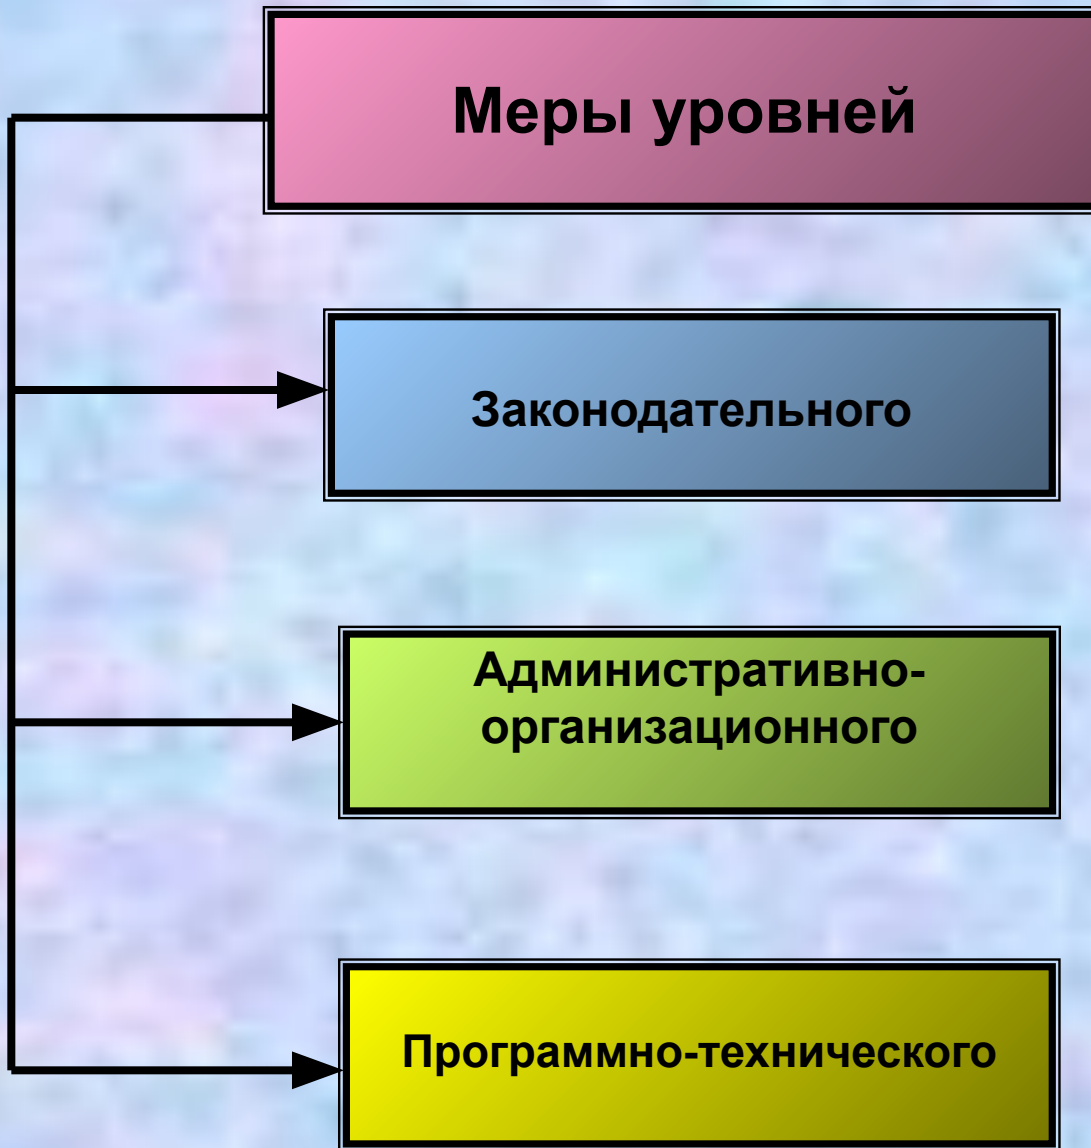 Меры уровней
Законодательного
Административно-
организационного
Программно-технического